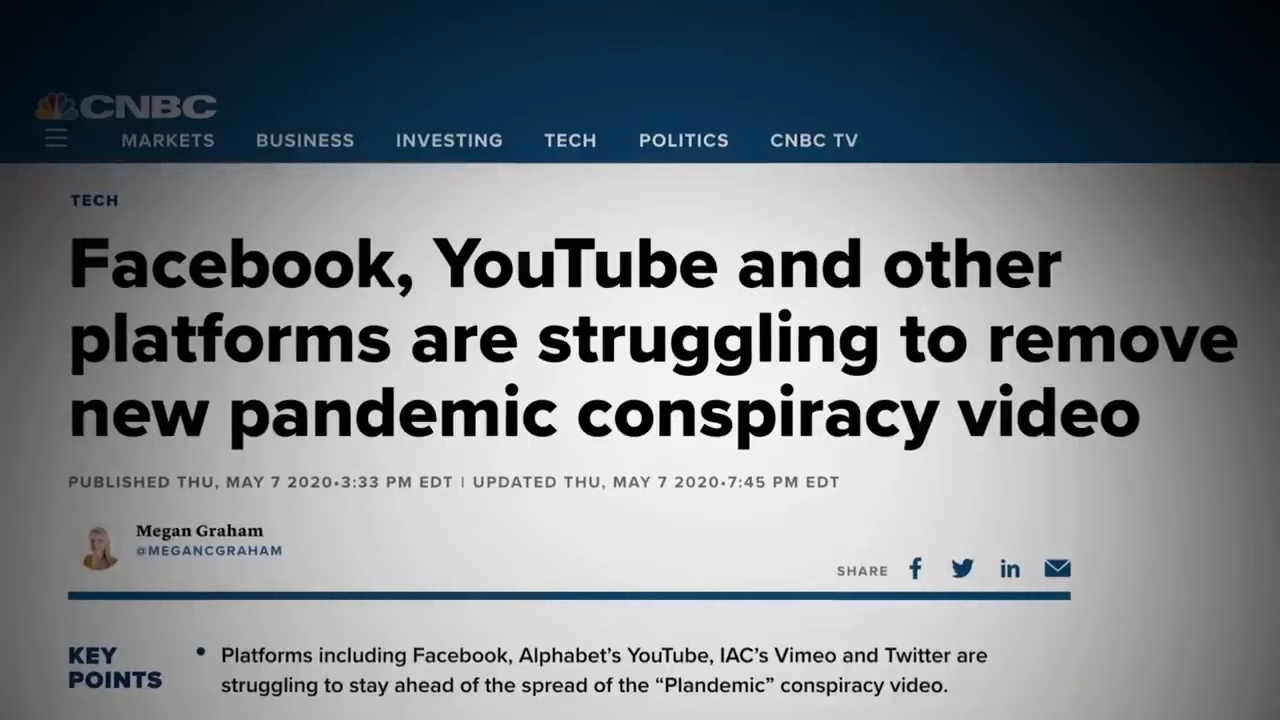 CNBC
MARKETS BUSINESS INVESTING TECH POLITICS CNBC TV
TECH
Facebook, YouTube and other
platforms are struggling to remove
new pandemic conspiracy video
PUBLISHED THU, MAY 7 2020•3:33 PM EDT | UPDATED THU, MAY 7 2020•7:45 PM EDT
Megan Graham
@MEGANCGRAHAM
SHARE
KEY POINTS
• Platforms including Facebook, Alphabet's YouTube, IAC's Vimeo and Twitter are
struggling to stay ahead of the spread of the “Plandemic” conspiracy video.